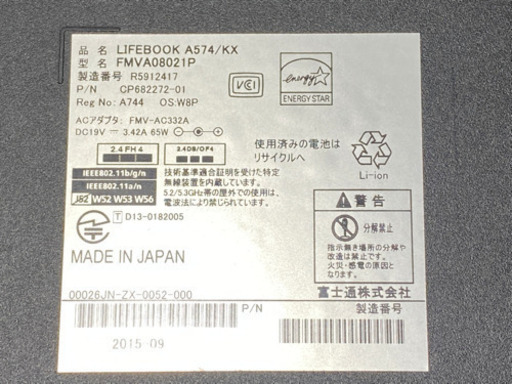 品 名 LIFEBOOK A574/KX
型 名 FMVA08021P
製造番号 R5912417
P/N CP682272-01
Reg No: A744 OS:W8P
ACアダプタ: FMV-AC332A
DC19V 3.42A 65W
VCCI
energy
ENERGY STAR
2.4FH4
2.4DS/OF4
IEEE802.11b/g/n
IEEE802.11a/n
J52 W52 W53 W56
技術基準適合証明を受けた特定
無線装置を内蔵しています。
5.2/5.3GHz帯の屋外での使用は、
電波法により禁じられています。
使用済みの電池は
リサイクルへ
Li-ion
T D13-0182005
警告
分解禁止
指示無き場所の分解や
改造は禁止です。
火災・感電の原因と
なります。
MADE IN JAPAN
00026JN-ZX-0052-000
富士通株式会社
P/N
製造番号
2015-09